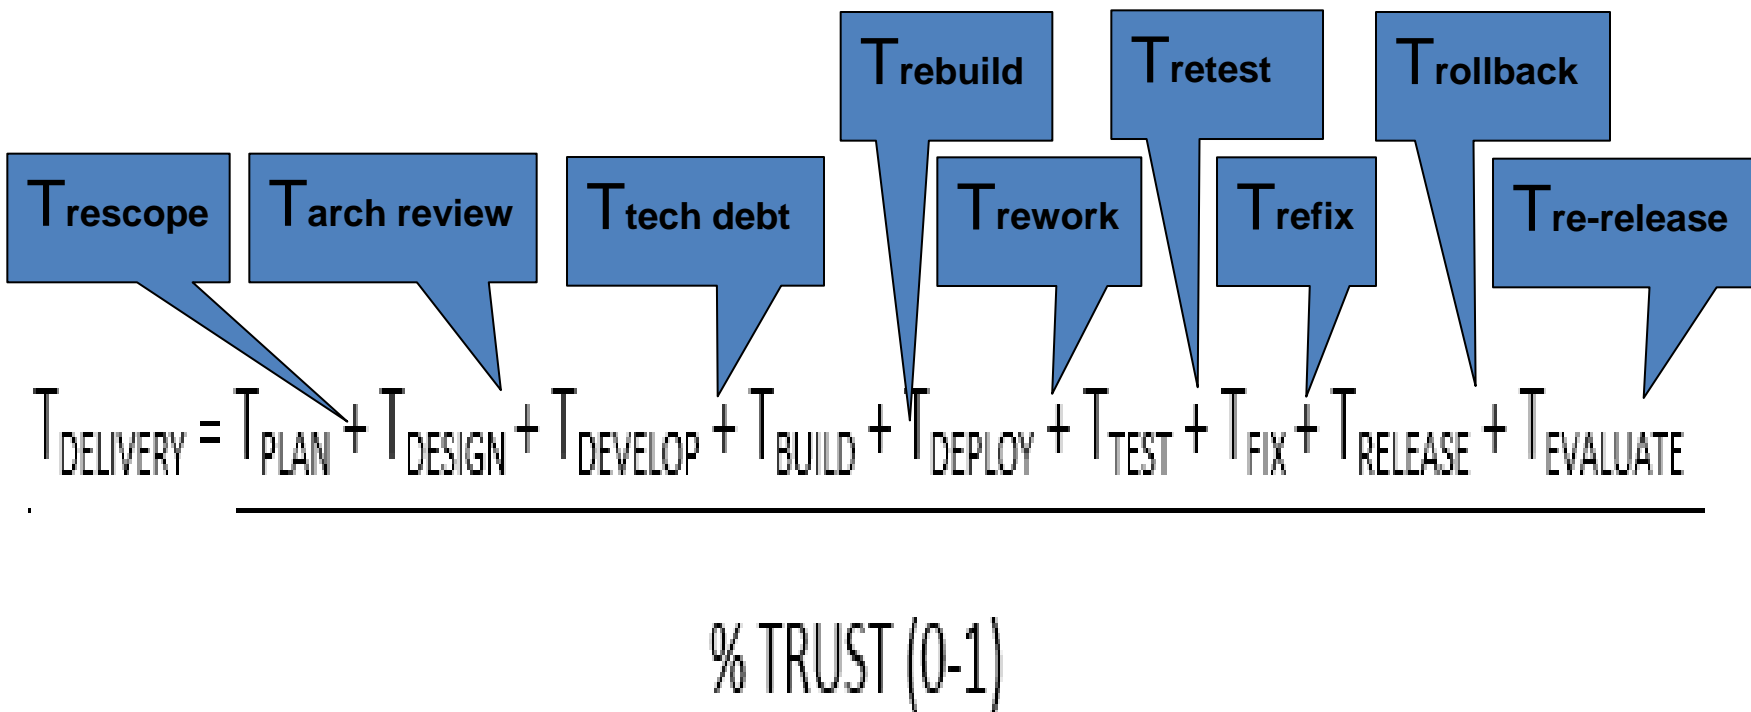 Trebuild
Tretest
Trollback
Trescope
Tarch review
Ttech debt
Trework
Trefix
Tre-release
TDELIVERY = TPLAN + TDESIGN + TDEVELOP + TBUILD + TDEPLOY + TTEST + TFIX + TRELEASE + TEVALUATE
% TRUST (0-1)